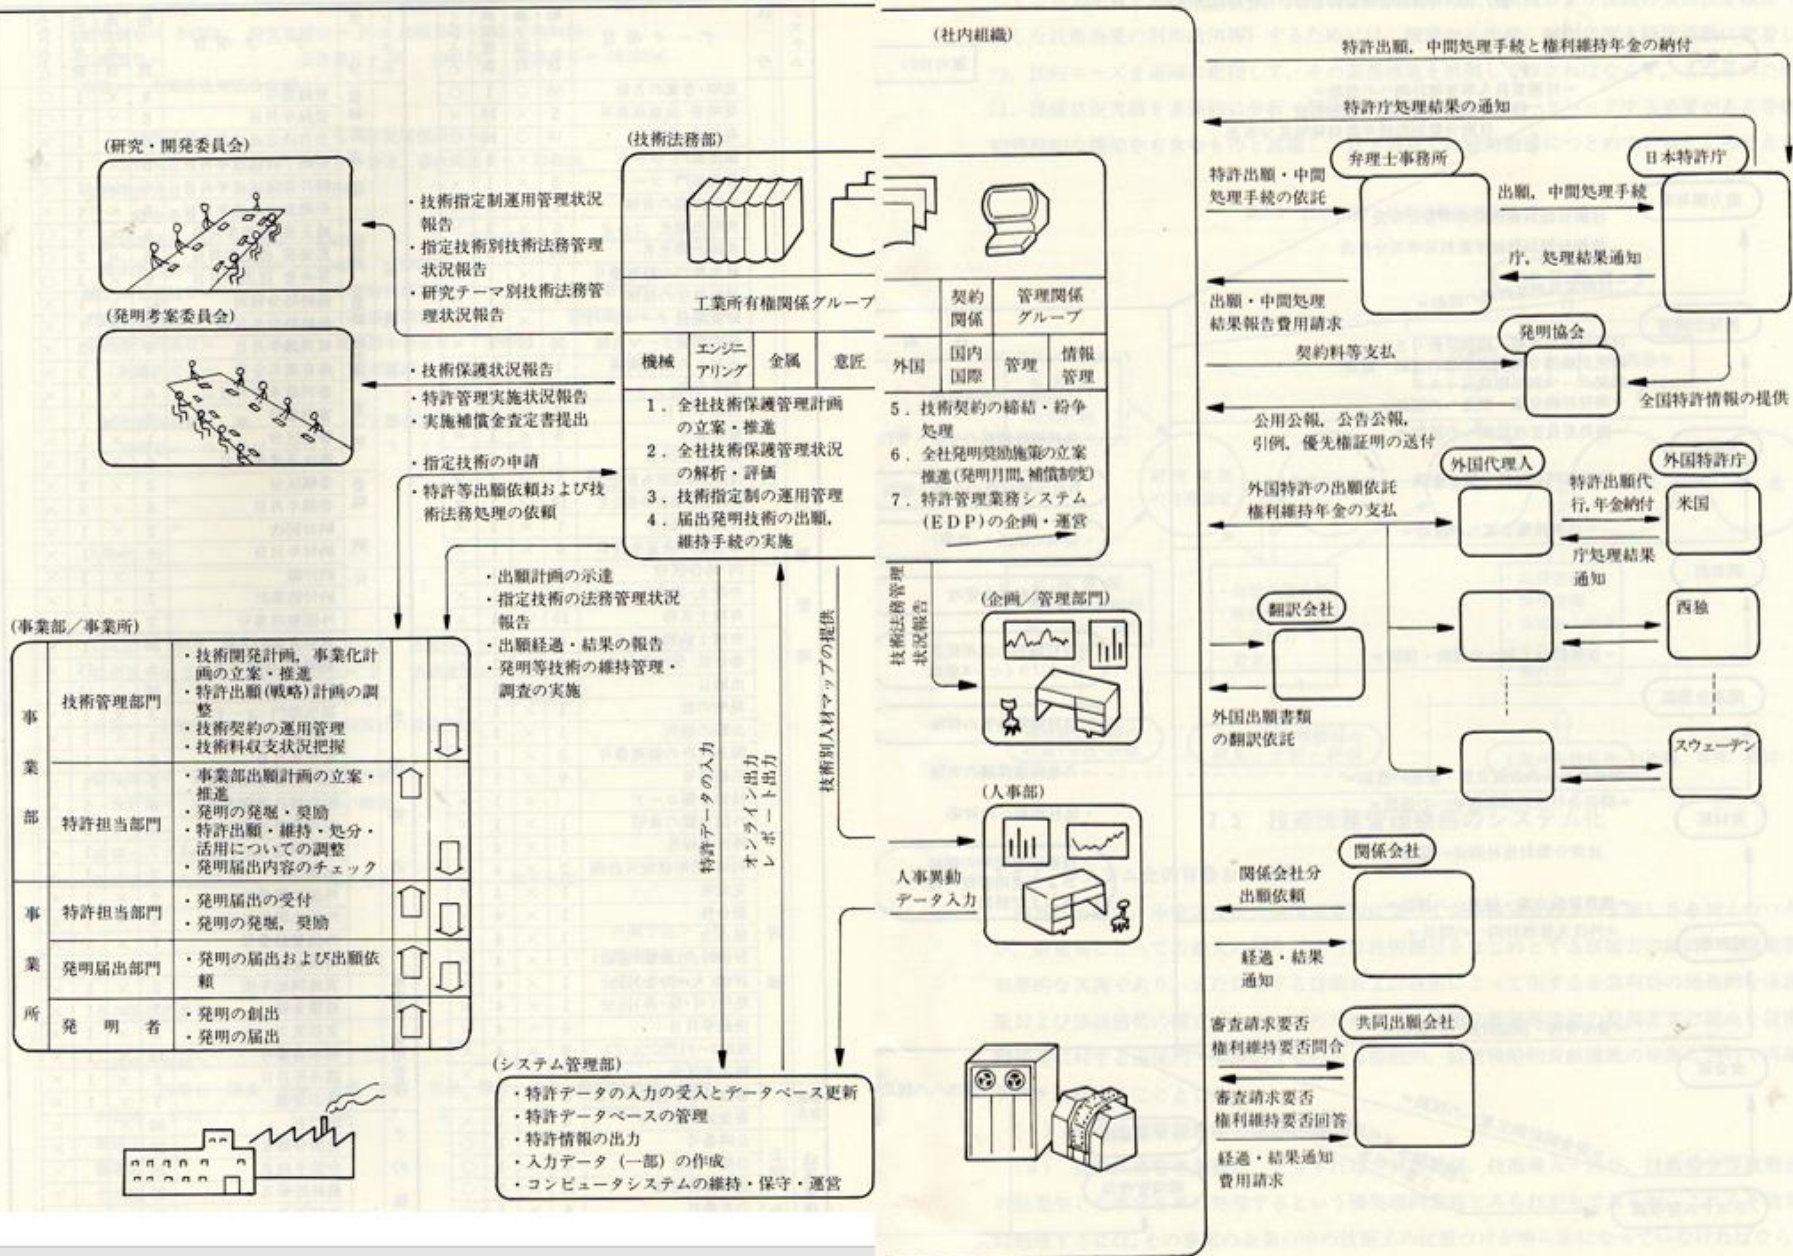 (社内組織)
(研究・開発委員会)
(発明考案委員会)
・技術指定制運用管理状況
報告
・指定技術別技術法務管理
状況報告
・研究テーマ別技術法務管
理状況報告
・技術保護状況報告
・特許管理実施状況報告
・実施補償金査定書提出
・指定技術の申請
・特許等出願依頼および技
術法務処理の依頼
(技術法務部)
工業所有権関係グループ
契約
関係
管理関係
グループ
機械
エンジニ
アリング
金属
意匠
外国
国内
国際
管理
情報
管理
1．全社技術保護管理計画
の立案・推進
2．全社技術保護管理状況
の解析・評価
3．技術指定制の運用管理
4．届出発明技術の出願，
維持手続の実施
5．技術契約の締結・紛争
処理
6．全社発明奨励施策の立案
推進(発明月間，補償制度)
7．特許管理業務システム
(EDP)の企画・運営
・出願計画の示達
・指定技術の法務管理状況
報告
・出願経過・結果の報告
・発明等技術の維持管理・
調査の実施
(事業部／事業所)
事業部
技術管理部門
・技術開発計画，事業化計
画の立案・推進
・特許出願(戦略)計画の調
整
・技術契約の運用管理
・技術料収支状況把握
特許担当部門
・事業部出願計画の立案・
推進
・発明の発掘・奨励
・特許出願・維持・処分・
活用についての調整
・発明届出内容のチェック
事業所
特許担当部門
・発明届出の受付
・発明の発掘，奨励
発明届出部門
・発明の届出および出願依
頼
発明者
・発明の創出
・発明の届出
特許データの入力
オンライン出力
レポート出力
技術別人材マップの提供
技術法務管理
状況報告
(企画／管理部門)
(人事部)
人事異動
データ入力
(システム管理部)
・特許データの入力の受入とデータベース更新
・特許データベースの管理
・特許情報の出力
・入力データ（一部）の作成
・コンピュータシステムの維持・保守・運営
特許出願，中間処理手続と権利維持年金の納付
特許庁処理結果の通知
弁理士事務所
日本特許庁
特許出願・中間
処理手続の依託
出願，中間処理手続
庁，処理結果通知
出願・中間処理
結果報告費用請求
発明協会
契約料等支払
全国特許情報の提供
公用公報，公告公報，
引例，優先権証明の送付
外国代理人
外国特許庁
外国特許の出願依託
権利維持年金の支払
特許出願代
行，年金納付
米国
庁処理結果
通知
翻訳会社
西独
外国出願書類
の翻訳依託
スウェーデン
関係会社
関係会社分
出願依頼
経過・結果
通知
共同出願会社
審査請求要否
権利維持要否問合
審査請求要否
権利維持要否回答
経過・結果通知
費用請求